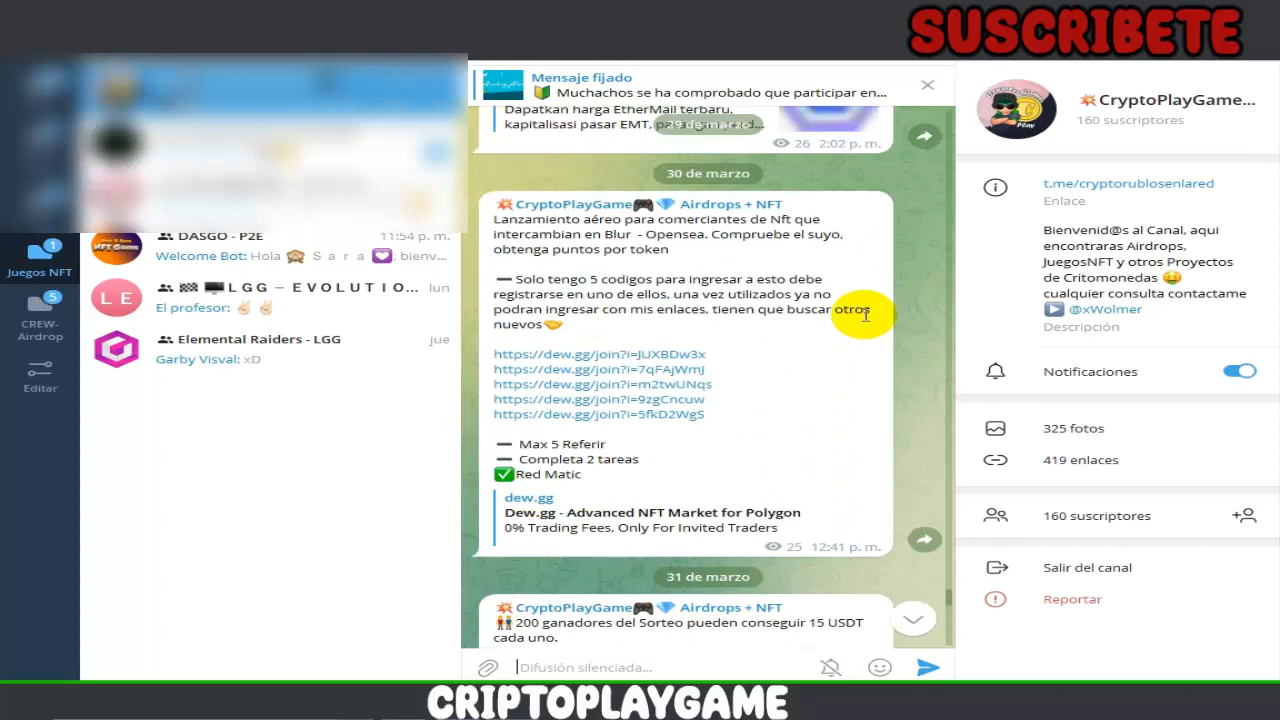 SUSCRIBETE
Mensaje fijado
🔰 Muchachos se ha comprobado que participar en...
Dapatkan harga EtherMail terbaru,
kapitalisasi pasar EMT,
29 de marzo
26 2:02 p. m.
30 de marzo
💥CryptoPlayGame🎮💎 Airdrops + NFT
Lanzamiento aéreo para comerciantes de Nft que
intercambian en Blur - Opensea. Compruebe el suyo,
obtenga puntos por token
➖ Solo tengo 5 codigos para ingresar a esto debe
registrarse en uno de ellos, una vez utilizados ya no
podran ingresar con mis enlaces, tienen que buscar otros
nuevos🤝
https://dew.gg/join?i=JUXBDw3x
https://dew.gg/join?i=7qFAjWmJ
https://dew.gg/join?i=m2twUNqs
https://dew.gg/join?i=9zgCncuw
https://dew.gg/join?i=5fkD2WgS
➖ Max 5 Referir
➖ Completa 2 tareas
✅Red Matic
dew.gg
Dew.gg - Advanced NFT Market for Polygon
0% Trading Fees, Only For Invited Traders
25 12:41 p. m.
31 de marzo
💥CryptoPlayGame🎮💎 Airdrops + NFT
👬200 ganadores del Sorteo pueden conseguir 15 USDT
cada uno.
Difusión silenciada...
1
Juegos NFT
5
CREW-
Airdrop
Editar
DASGO - P2E
11:54 p. m.
Welcome Bot: Hola 🙈 S a r a 💟, bienv...
LE
🏁 🖥️ L G G – E V O L U T I O...
lun
El profesor: ✌🏻 ✌🏻
Elemental Raiders - LGG
jue
Garby Visval: xD
💥CryptoPlayGame...
160 suscriptores
t.me/cryptorublosenlared
Enlace
Bienvenid@s al Canal, aqui
encontraras Airdrops,
JuegosNFT y otros Proyectos
de Critomonedas 🤑
cualquier consulta contactame
▶️ @xWolmer
Descripción
Notificaciones
325 fotos
419 enlaces
160 suscriptores
Salir del canal
Reportar
CRIPTOPLAYGAME